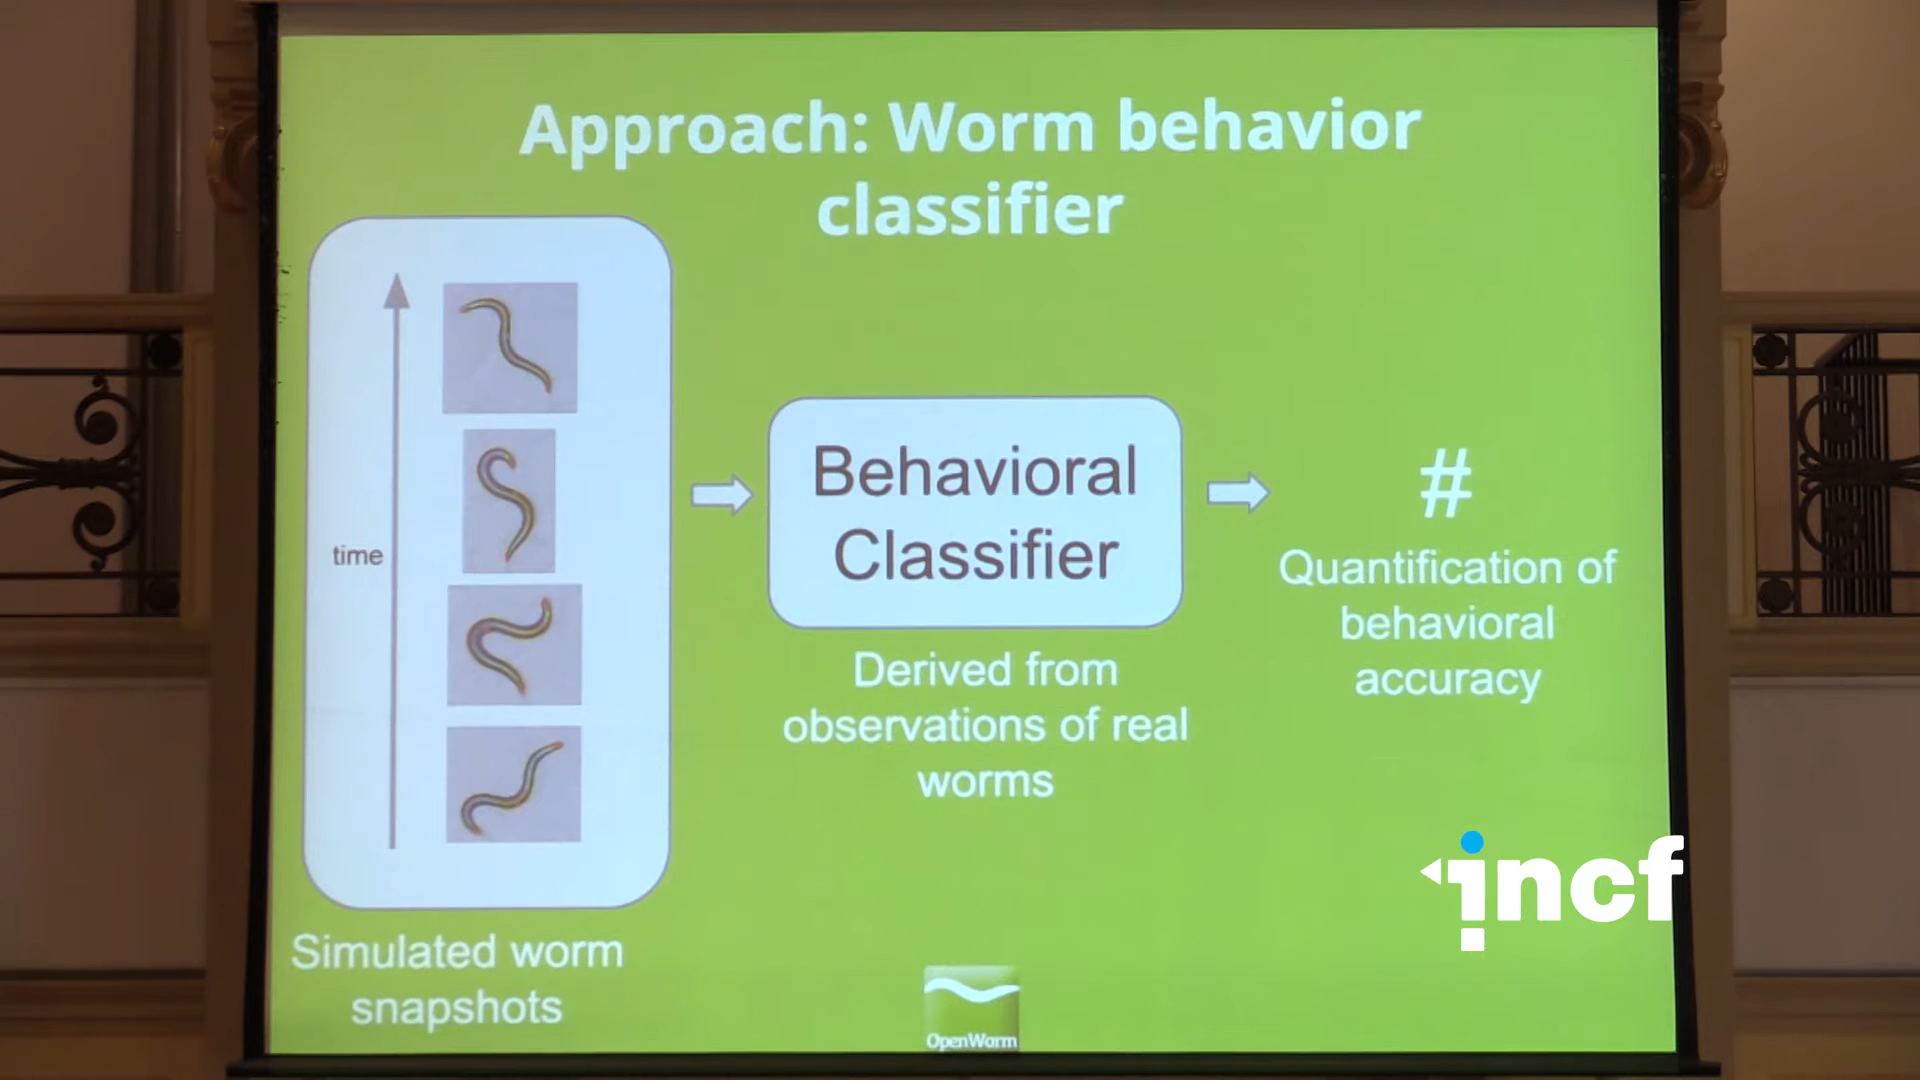 Approach: Worm behavior
classifier
time
Simulated worm
snapshots
Behavioral
Classifier
Derived from
observations of real
worms
#
Quantification of
behavioral
accuracy
OpenWorm
incf